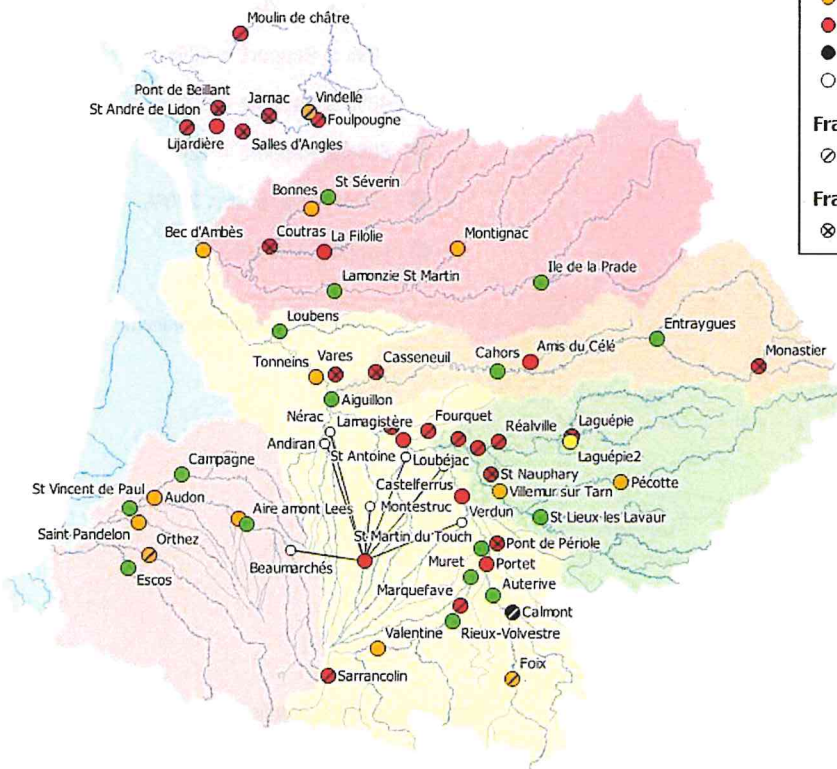 Moulin de châtre
Pont de Beillant
Jarnac
Vindelle
St André de Lidon
Foulpougne
Lijardière
Salles d'Angles
Fra
Fra
St Séverin
Bonnes
Bec d'Ambès
Coutras
La Filolie
Montignac
Lamonzie St Martin
Ile de la Prade
Loubens
Entraygues
Tonneins
Vares
Casseneuil
Cahors
Amis du Célé
Monastier
Aiguillon
Nérac
Lamagistère
Fourquet
Réalville
Laguépie
Andiran
St Antoine
Loubéjac
Laguépie2
Campagne
St Nauphary
Castelferrus
Villemur sur Tarn
Pécotte
St Vincent de Paul
Audon
Aire amont Lees
Montestruc
Verdun
St Lieux les Lavaur
Saint-Pandelon
Orthez
St Martin du Touch
Pont de Périole
Beaumarchés
Muret
Portet
Escos
Marquefave
Auterive
Calmont
Valentine
Rieux-Volvestre
Foix
Sarrancolin